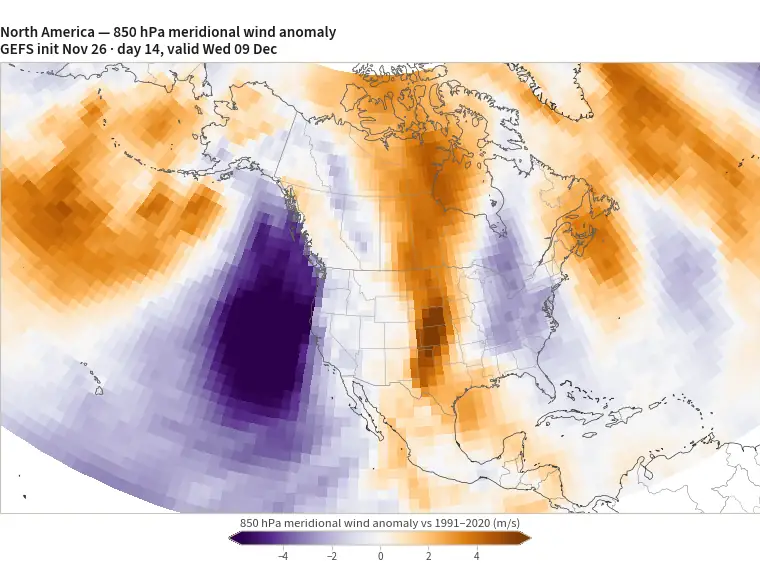 North America — 850 hPa meridional wind anomaly
GEFS init Nov 26 · day 14, valid Wed 09 Dec
850 hPa meridional wind anomaly vs 1991–2020 (m/s)
−4 −2 0 2 4